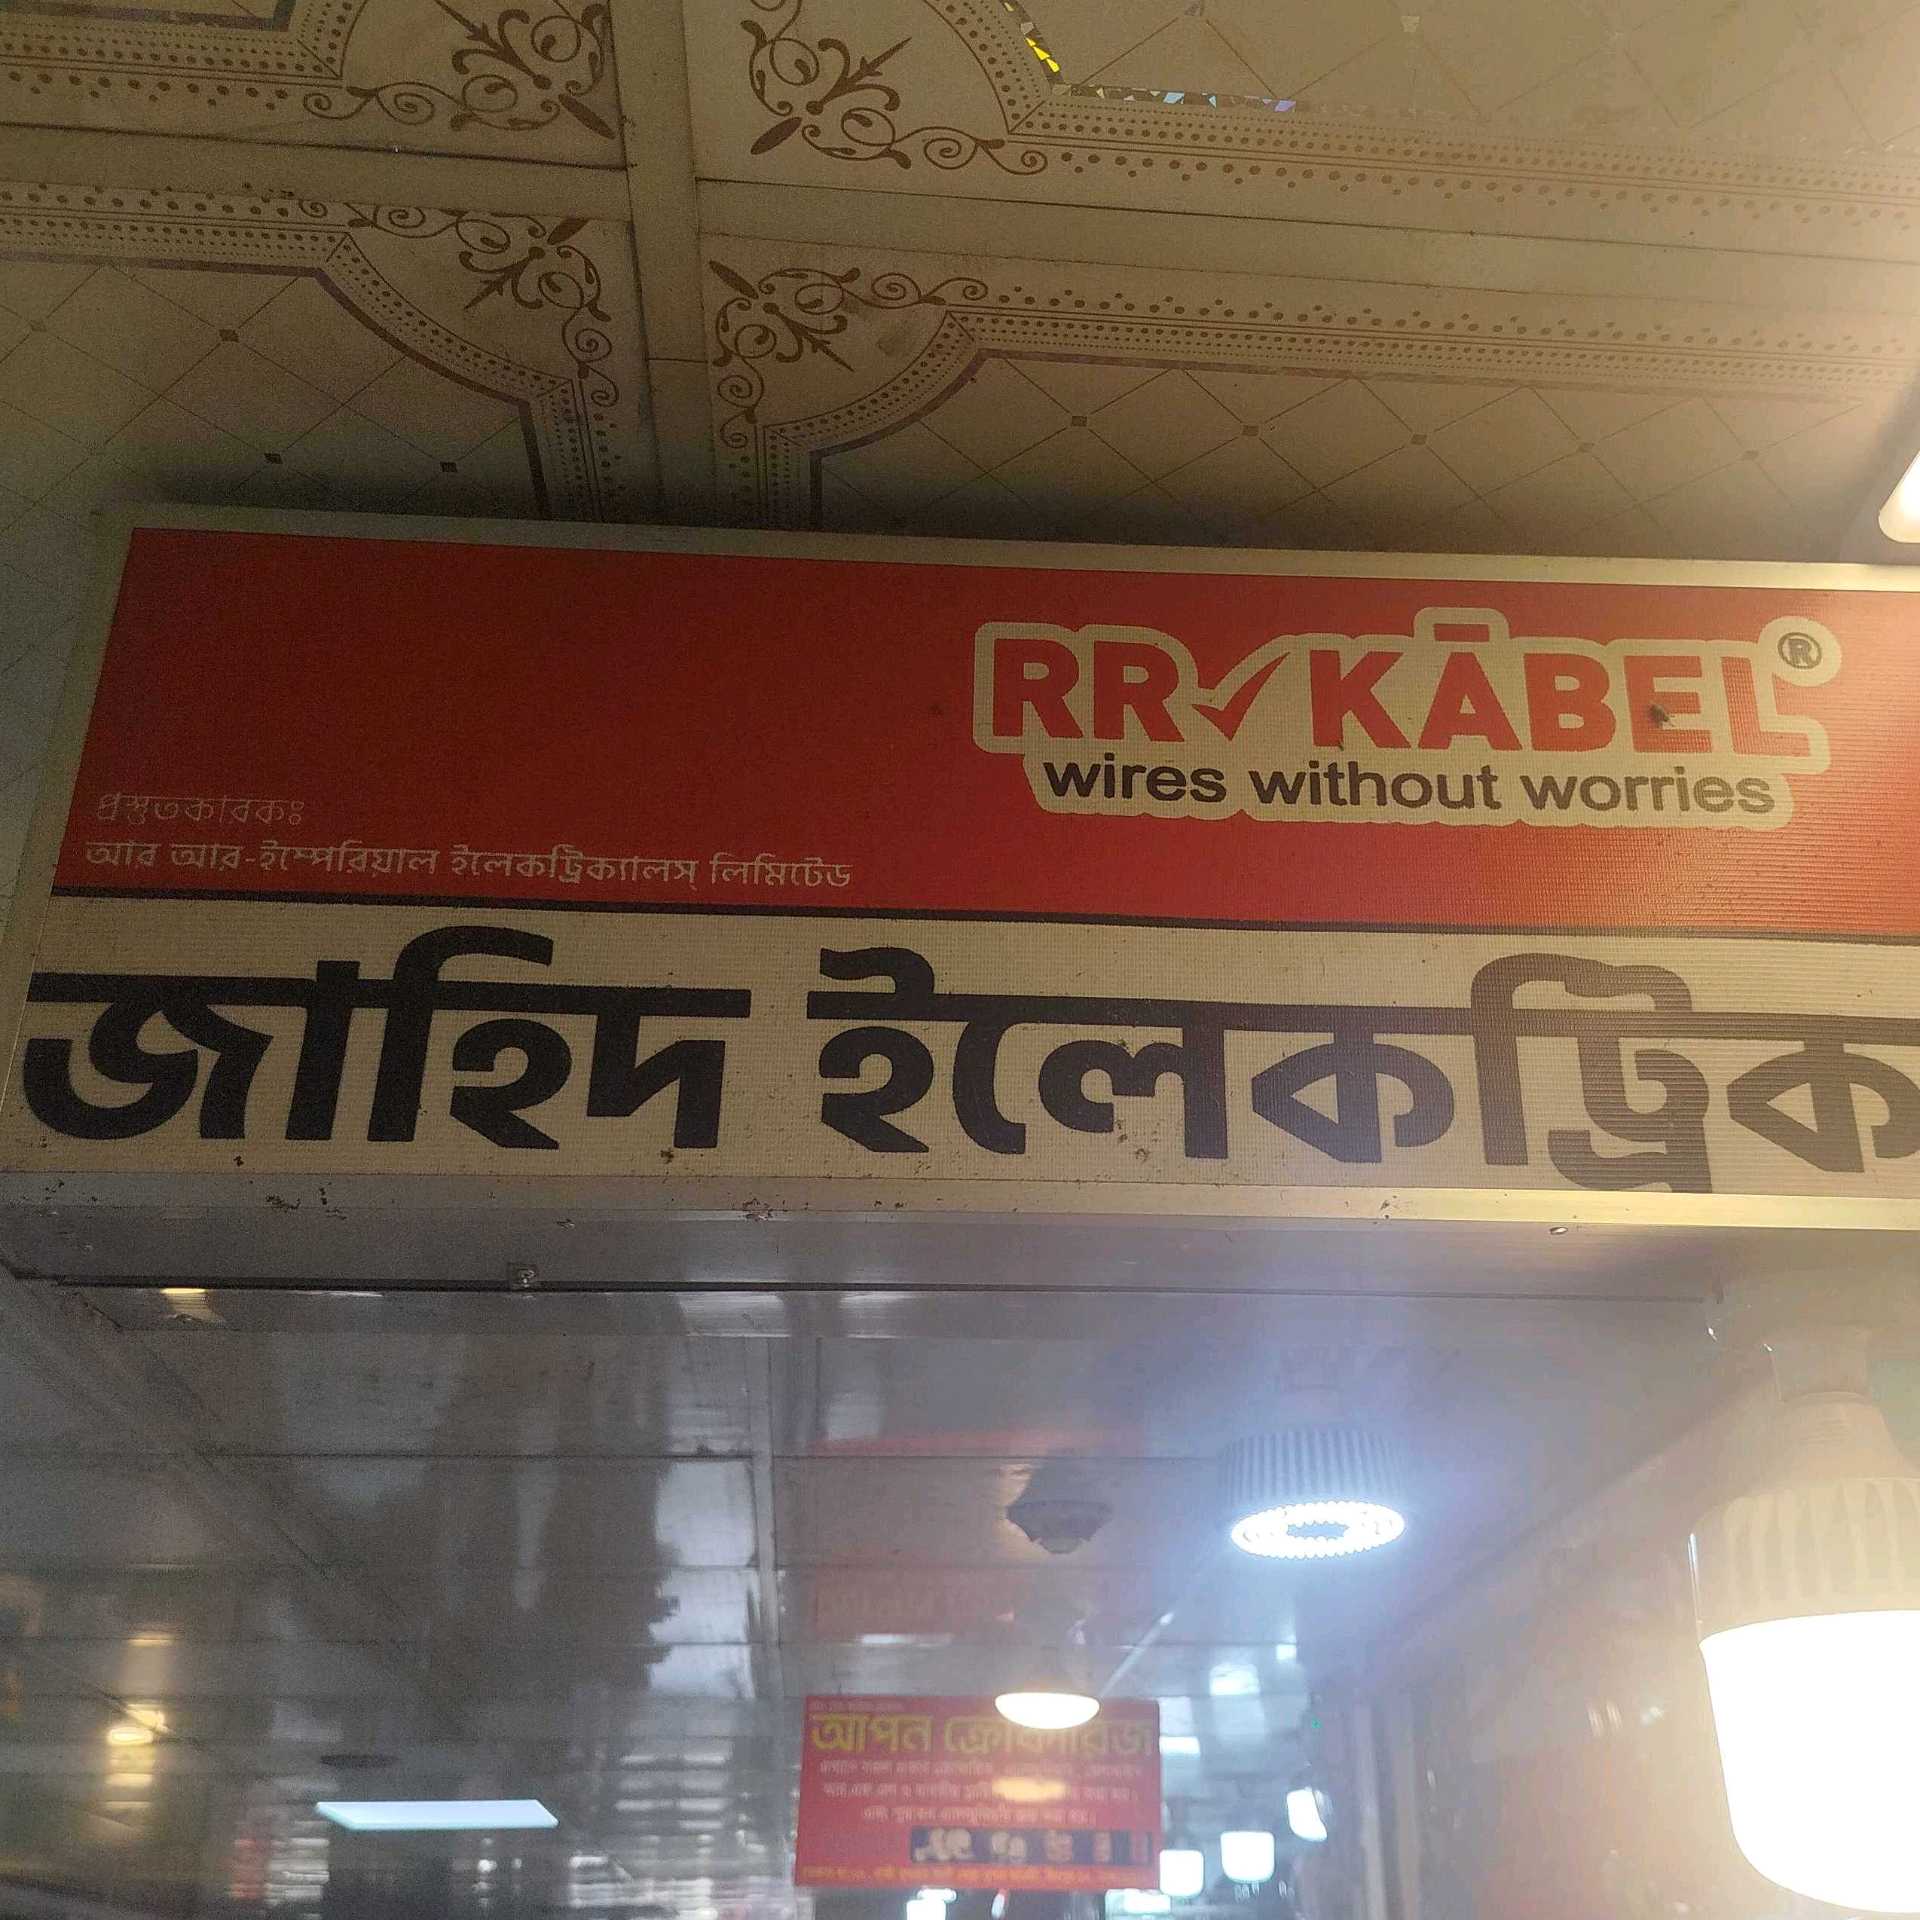 RR KĀBEL®
wires without worries
প্রস্তুতকারকঃ
আর আর-ইম্পেরিয়াল ইলেকট্রিক্যালস্ লিমিটেড
জাহিদ ইলেকট্রিক
আপন ক্রোকারিজ